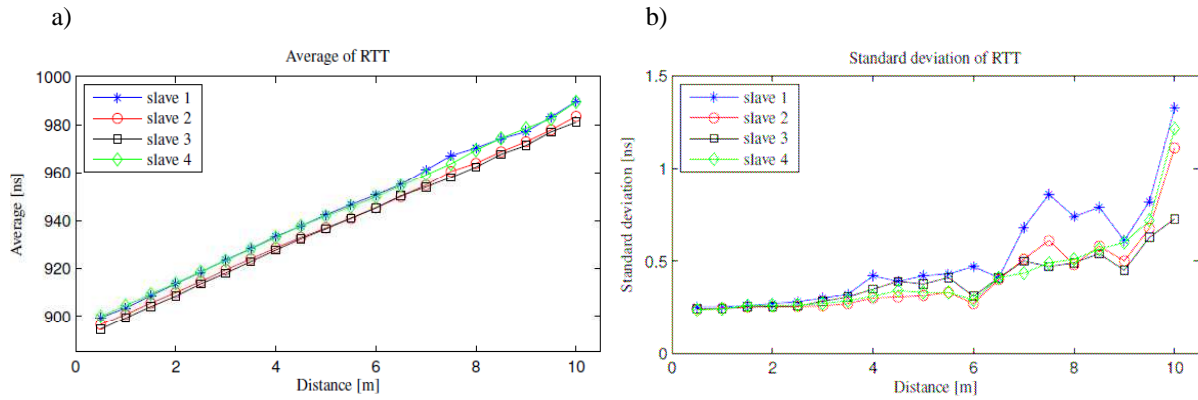 a)
Average of RTT
1000
980
960
940
920
900
0
2
4
6
8
10
Average [ns]
Distance [m]
slave 1
slave 2
slave 3
slave 4
b)
Standard deviation of RTT
1.5
1
0.5
0
0
2
4
6
8
10
Standard deviation [ns]
Distance [m]
slave 1
slave 2
slave 3
slave 4